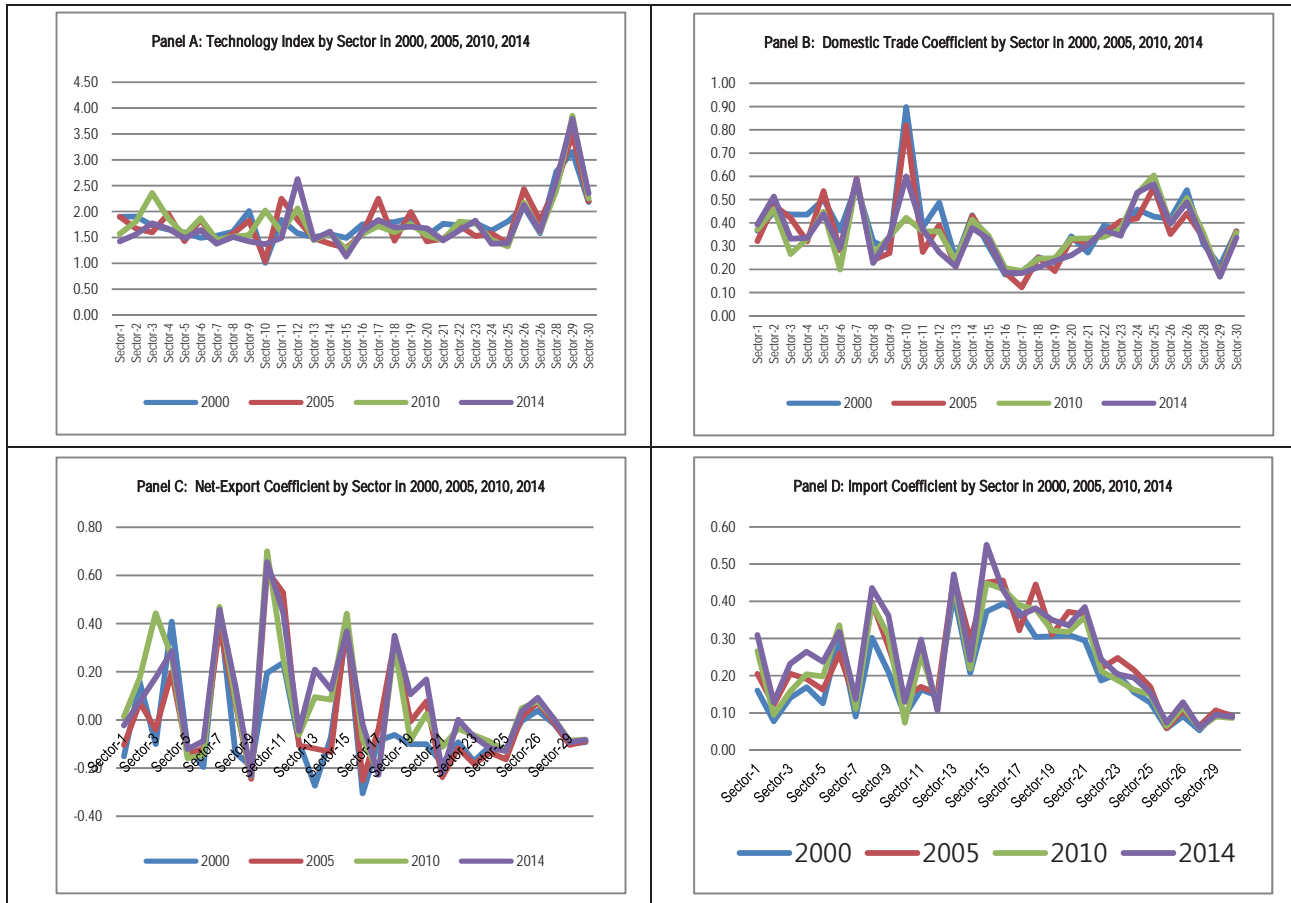 Panel A: Technology Index by Sector in 2000, 2005, 2010, 2014
4.50
4.00
3.50
3.00
2.50
2.00
1.50
1.00
0.50
0.00
Sector-1
Sector-2
Sector-3
Sector-4
Sector-5
Sector-6
Sector-7
Sector-8
Sector-9
Sector-10
Sector-11
Sector-12
Sector-13
Sector-14
Sector-15
Sector-16
Sector-17
Sector-18
Sector-19
Sector-20
Sector-21
Sector-22
Sector-23
Sector-24
Sector-25
Sector-26
Sector-26
Sector-28
Sector-29
Sector-30
2000 2005 2010 2014
Panel B: Domestic Trade Coefficient by Sector in 2000, 2005, 2010, 2014
1.00
0.90
0.80
0.70
0.60
0.50
0.40
0.30
0.20
0.10
0.00
Sector-1
Sector-2
Sector-3
Sector-4
Sector-5
Sector-6
Sector-7
Sector-8
Sector-9
Sector-10
Sector-11
Sector-12
Sector-13
Sector-14
Sector-15
Sector-16
Sector-17
Sector-18
Sector-19
Sector-20
Sector-21
Sector-22
Sector-23
Sector-24
Sector-25
Sector-26
Sector-26
Sector-28
Sector-29
Sector-30
2000 2005 2010 2014
Panel C: Net-Export Coefficient by Sector in 2000, 2005, 2010, 2014
0.80
0.60
0.40
0.20
0.00
-0.20
-0.40
Sector-1
Sector-3
Sector-5
Sector-7
Sector-9
Sector-11
Sector-13
Sector-15
Sector-17
Sector-19
Sector-21
Sector-23
Sector-25
Sector-26
Sector-29
2000 2005 2010 2014
Panel D: Import Coefficient by Sector in 2000, 2005, 2010, 2014
0.60
0.50
0.40
0.30
0.20
0.10
0.00
Sector-1
Sector-3
Sector-5
Sector-7
Sector-9
Sector-11
Sector-13
Sector-15
Sector-17
Sector-19
Sector-21
Sector-23
Sector-25
Sector-26
Sector-29
2000 2005 2010 2014